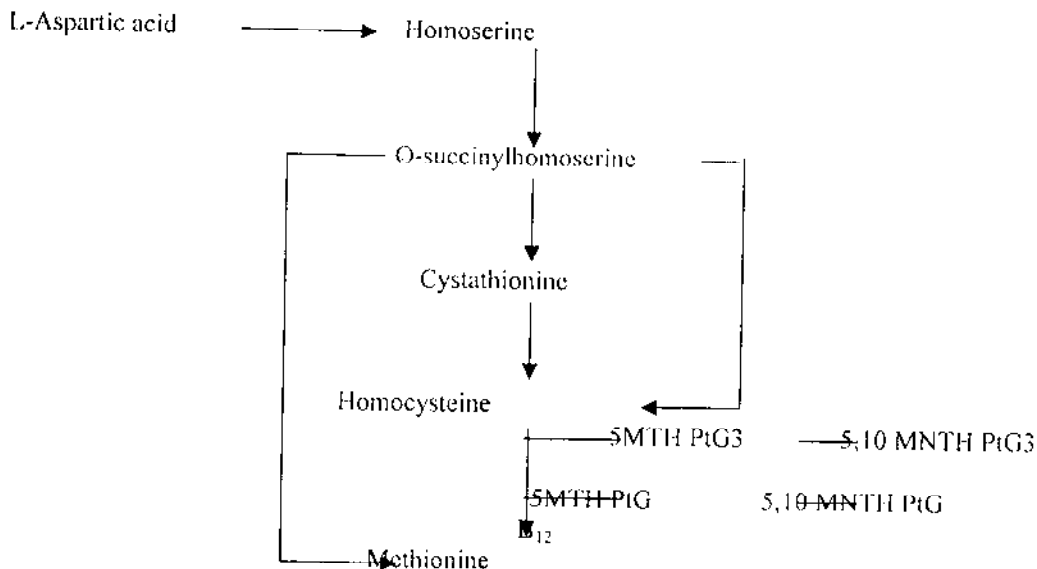 L-Aspartic acid
Homoserine
O-succinylhomoserine
Cystathionine
Homocysteine
5MTH PtG3 5,10 MNTH PtG3
5MTH PtG 5,10 MNTH PtG
B12
Methionine